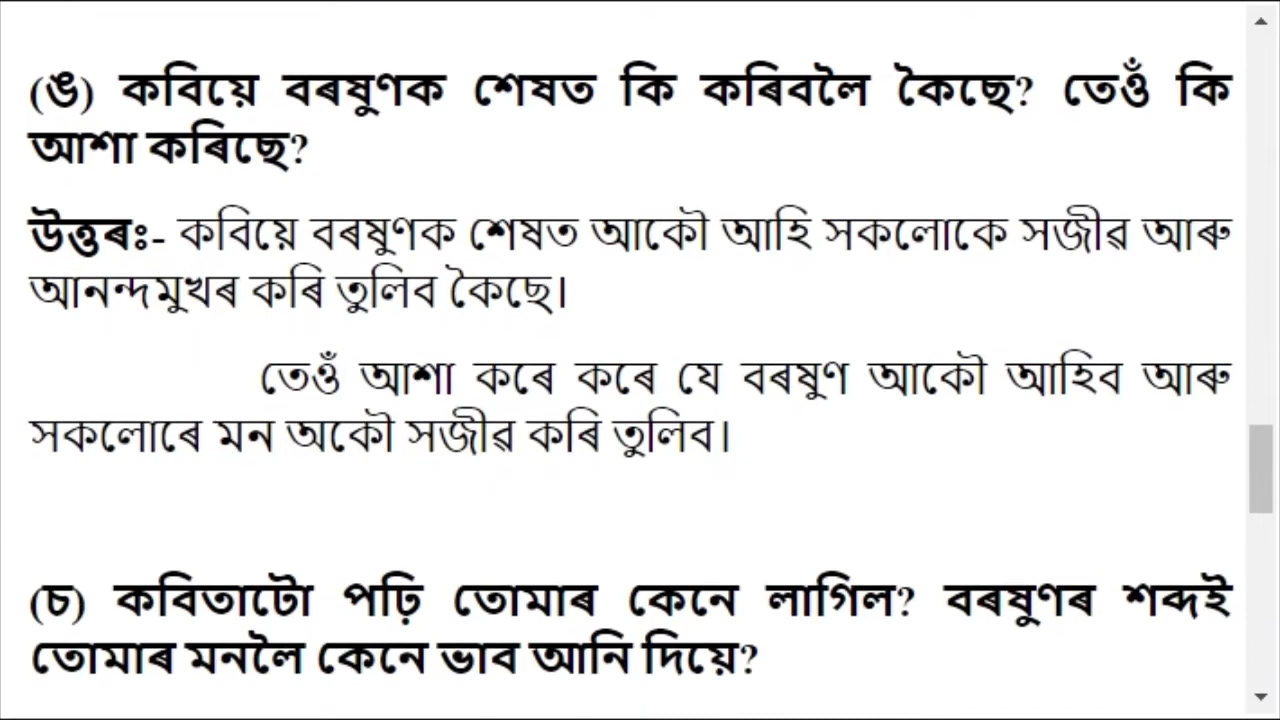 (ঙ) কবিয়ে বৰষুণক শেষত কি কৰিবলৈ কৈছে? তেওঁ কি
আশা কৰিছে?
উত্তৰঃ- কবিয়ে বৰষুণক শেষত আকৌ আহি সকলোকে সজীৱ আৰু
আনন্দমুখৰ কৰি তুলিব কৈছে।
তেওঁ আশা কৰে কৰে যে বৰষুণ আকৌ আহিব আৰু
সকলোৰে মন অকৌ সজীৱ কৰি তুলিব।
(চ) কবিতাটো পঢ়ি তোমাৰ কেনে লাগিল? বৰষুণৰ শব্দই
তোমাৰ মনলৈ কেনে ভাব আনি দিয়ে?